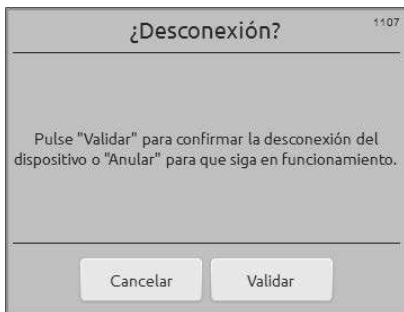 ¿Desconexión?
1107
Pulse "Validar" para confirmar la desconexión del
dispositivo o "Anular" para que siga en funcionamiento.
Cancelar
Validar